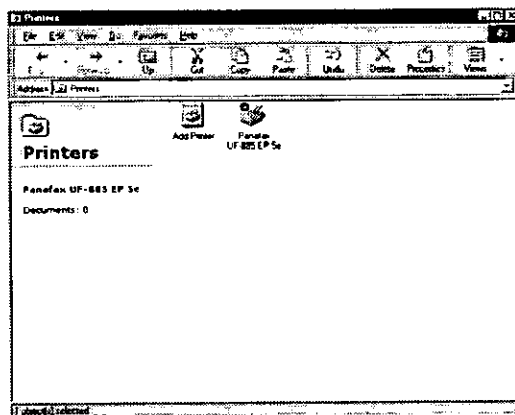 Printers
File Edit View Go Favorites Help
Up Cut Copy Paste Undo Delete Properties Views
Address Printers
Printers
Panafax UF-885 EP Se
Documents: 0
Add Printer
Panafax
UF-885 EP Se
1 object(s) selected